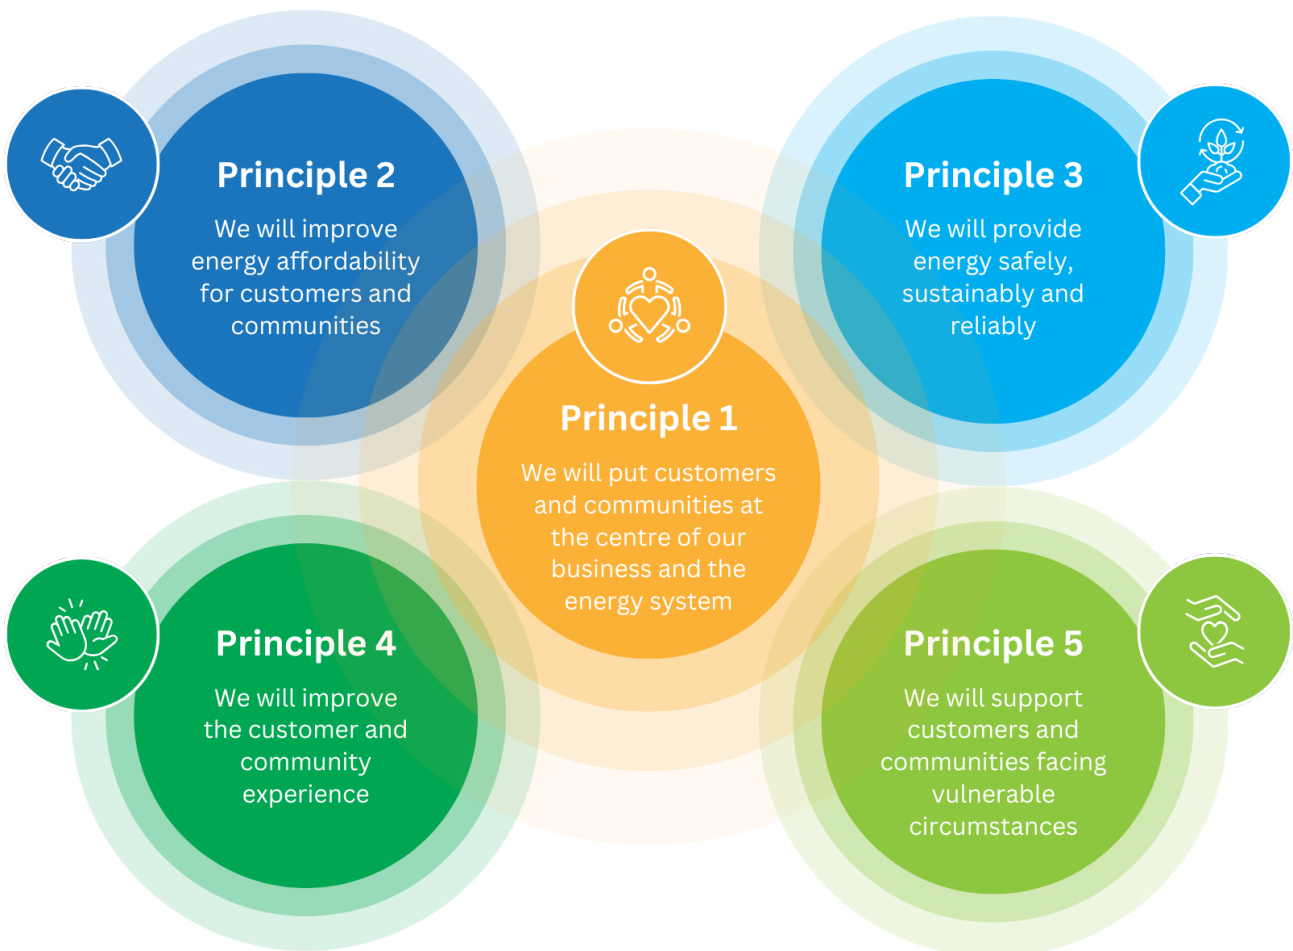 Principle 2
We will improve
energy affordability
for customers and
communities
Principle 3
We will provide
energy safely,
sustainably and
reliably
Principle 1
We will put customers
and communities at
the centre of our
business and the
energy system
Principle 4
We will improve
the customer and
community
experience
Principle 5
We will support
customers and
communities facing
vulnerable
circumstances